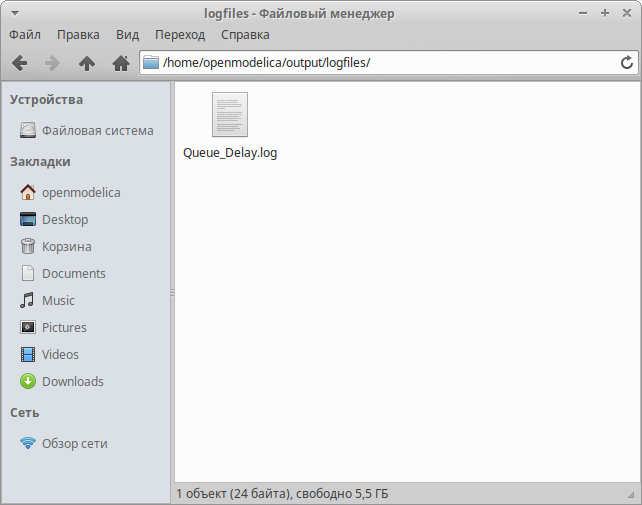 logfiles - Файловый менеджер
Файл Правка Вид Переход Справка
/home/openmodelica/output/logfiles/
Устройства
Файловая система
Закладки
openmodelica
Desktop
Корзина
Documents
Music
Pictures
Videos
Downloads
Сеть
Обзор сети
Queue_Delay.log
1 объект (24 байта), свободно 5,5 ГБ